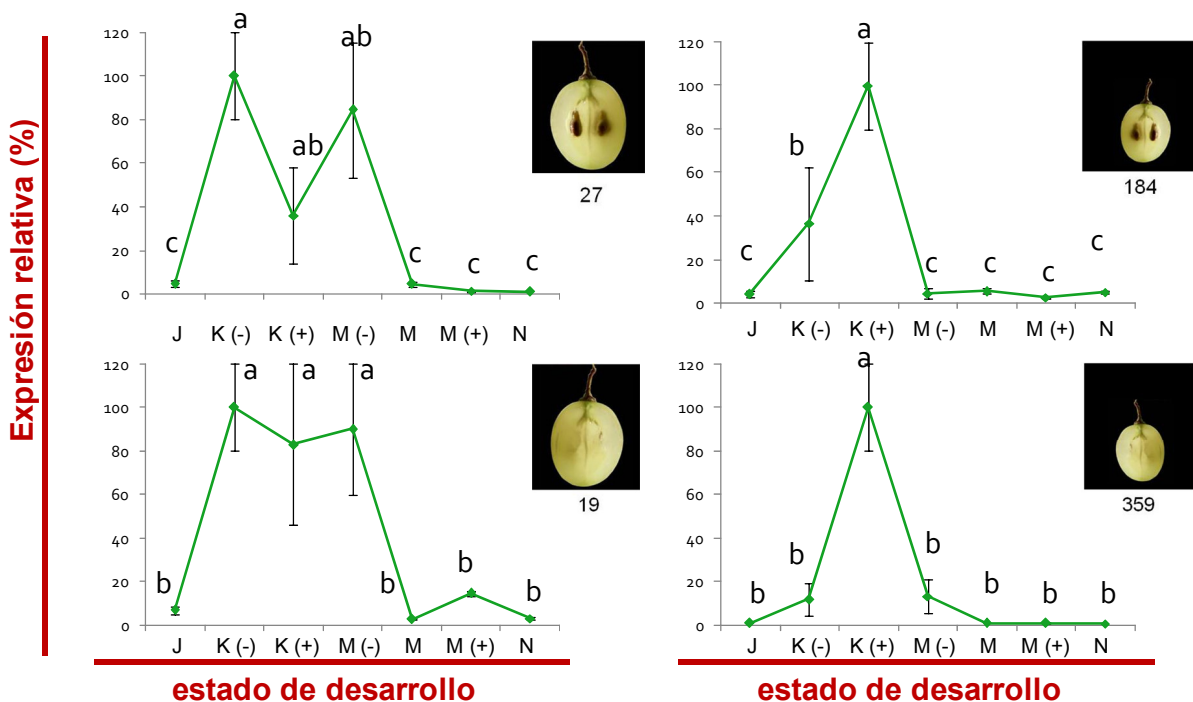 Expresión relativa (%)
120
100
80
60
40
20
0
a
ab
ab
c
c
c
c
J K (-) K (+) M (-) M M (+) N
27
120
100
80
60
40
20
0
a
b
c
c
c
c
c
J K (-) K (+) M (-) M M (+) N
184
120
100
80
60
40
20
0
a a a
b b b b
J K (-) K (+) M (-) M M (+) N
19
estado de desarrollo
120
100
80
60
40
20
0
a
b b b b b b
J K (-) K (+) M (-) M M (+) N
359
estado de desarrollo